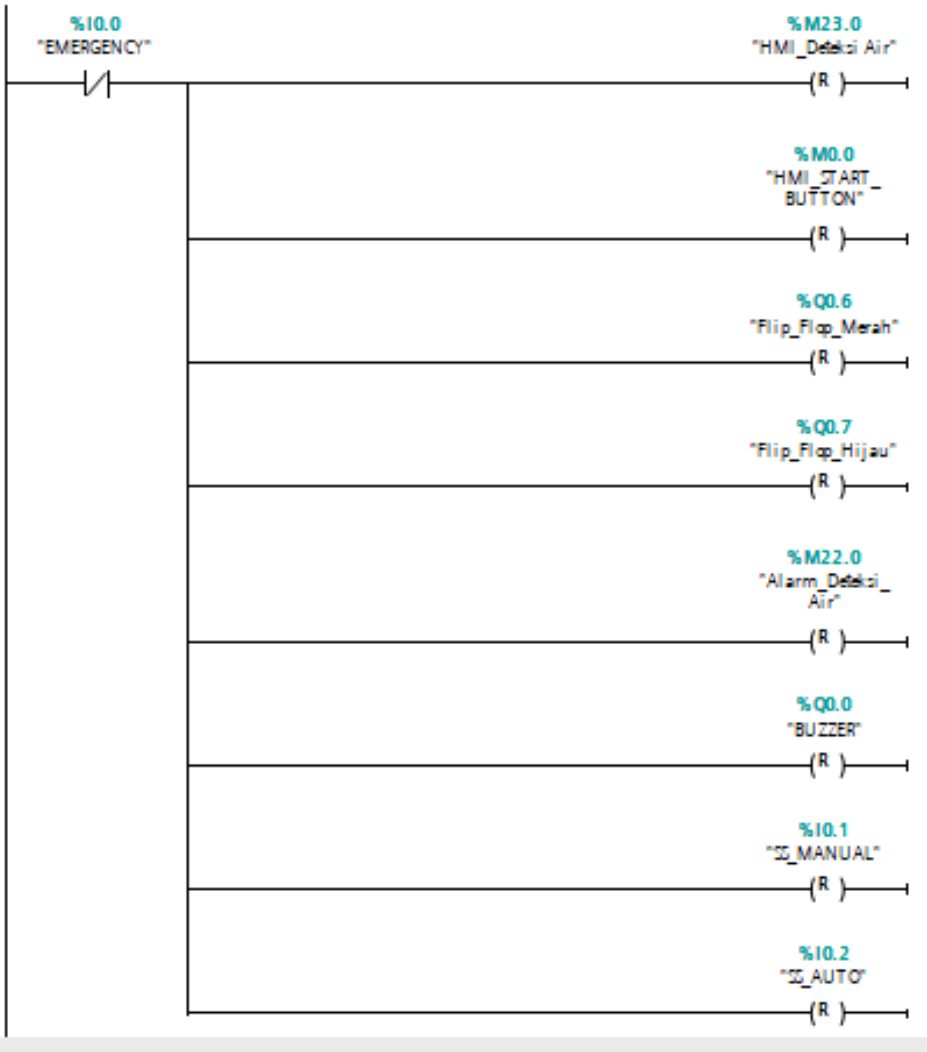 %I0.0
"EMERGENCY"
%M23.0
"HMI_Deteksi Air"
R
%M0.0
"HMI_START_
BUTTON"
R
%Q0.6
"Flip_Flop_Merah"
R
%Q0.7
"Flip_Flop_Hijau"
R
%M22.0
"Alarm_Deteksi_
Air"
R
%Q0.0
"BUZZER"
R
%I0.1
"SS_MANUAL"
R
%I0.2
"SS_AUTO"
R